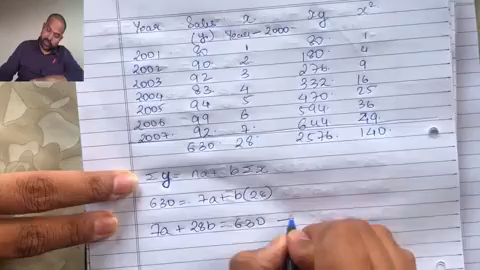 Year Sales x xy x²
(y) Year-2000
2001 80 1 80 1
2002 90 2 180 4
2003 92 3 276 9
2004 83 4 332 16
2005 94 5 470 25
2006 99 6 594 36
2007 92 7 644 49
630 28 2576 140
Σy = na + bΣx
630 = 7a + b(28)
7a + 28b = 630 —